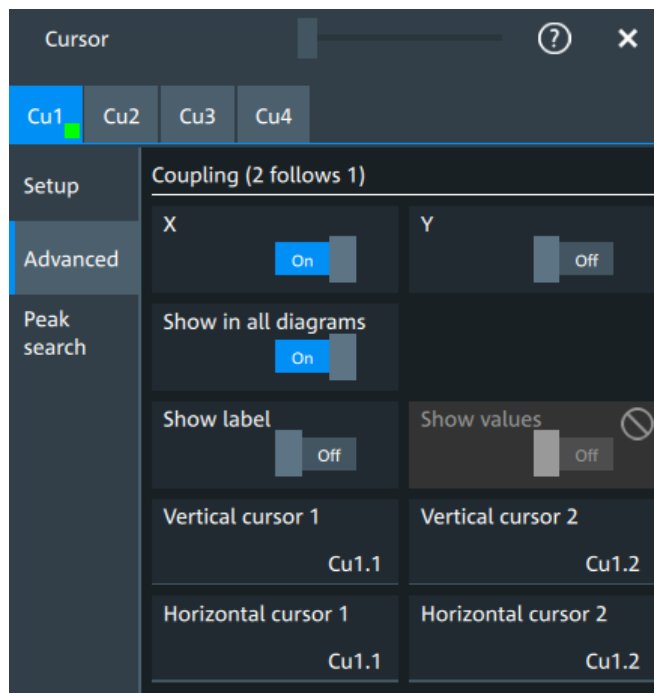 Cursor
?
Cu1 Cu2 Cu3 Cu4
Setup
Advanced
Peak
search
Coupling (2 follows 1)
X
On
Y
Off
Show in all diagrams
On
Show label
Off
Show values
Off
Vertical cursor 1
Cu1.1
Vertical cursor 2
Cu1.2
Horizontal cursor 1
Cu1.1
Horizontal cursor 2
Cu1.2